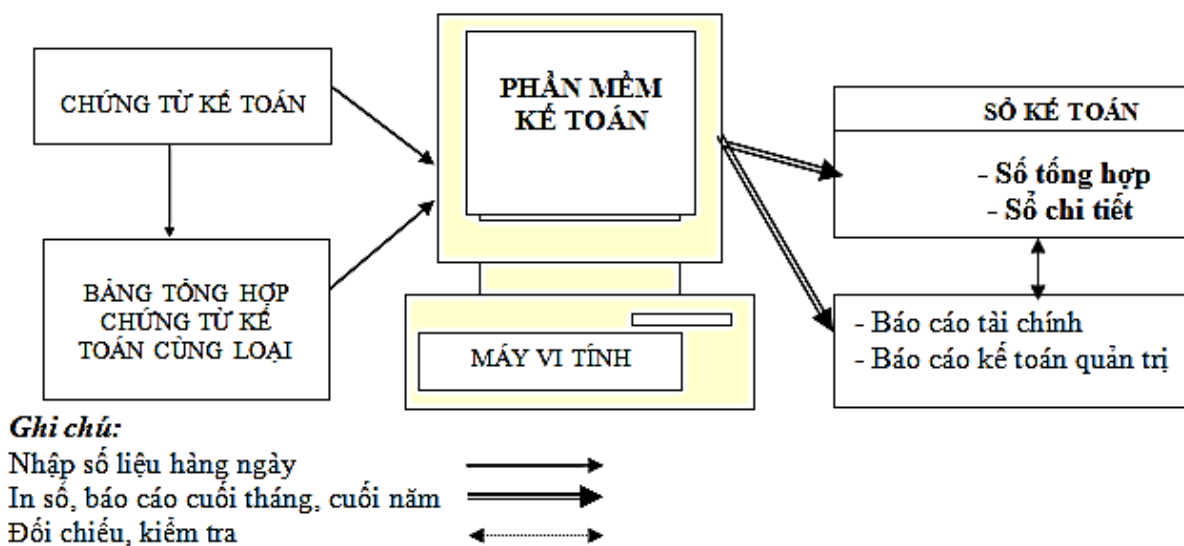 CHỨNG TỪ KẾ TOÁN
BẢNG TỔNG HỢP
CHỨNG TỪ KẾ
TOÁN CÙNG LOẠI
PHẦN MỀM
KẾ TOÁN
MÁY VI TÍNH
SỔ KẾ TOÁN
- Số tổng hợp
- Sổ chi tiết
- Báo cáo tài chính
- Báo cáo kế toán quản trị
Ghi chú:
Nhập số liệu hàng ngày
In số, báo cáo cuối tháng, cuối năm
Đối chiếu, kiểm tra